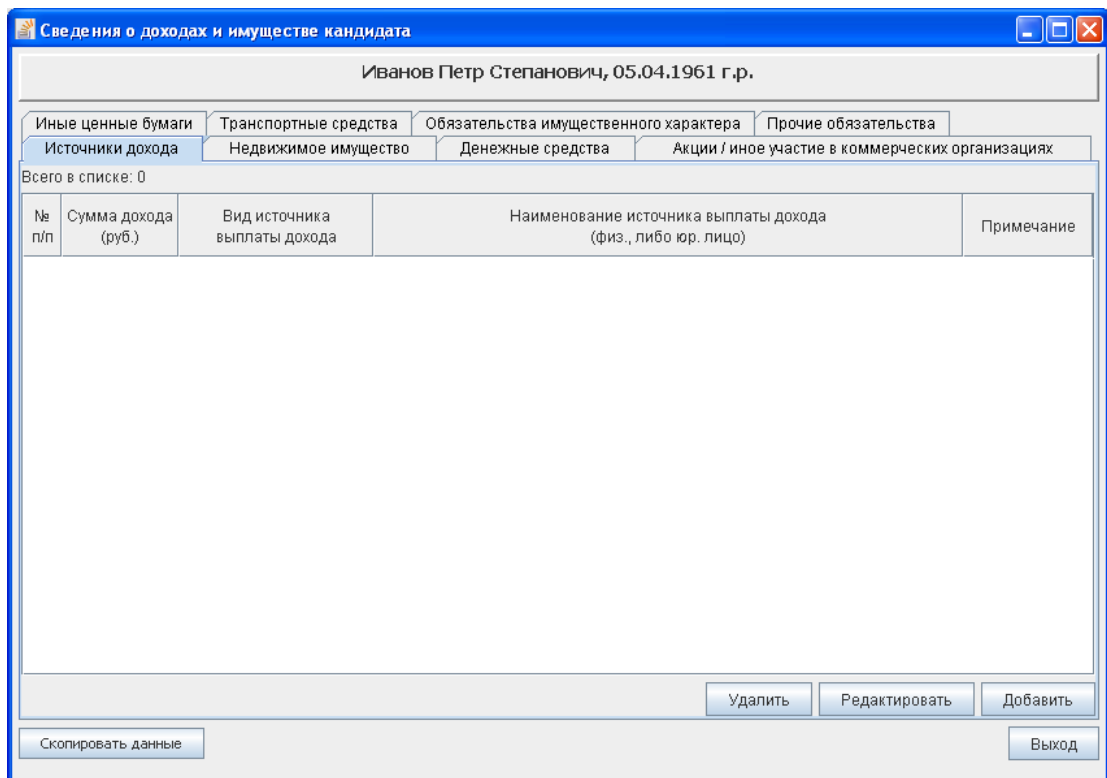 Сведения о доходах и имуществе кандидата
Иванов Петр Степанович, 05.04.1961 г.р.
Иные ценные бумаги Транспортные средства Обязательства имущественного характера Прочие обязательства
Источники дохода Недвижимое имущество Денежные средства Акции / иное участие в коммерческих организациях
Всего в списке: 0
№ п/п
Сумма дохода (руб.)
Вид источника
выплаты дохода
Наименование источника выплаты дохода
(физ., либо юр. лицо)
Примечание
Удалить Редактировать Добавить
Скопировать данные Выход